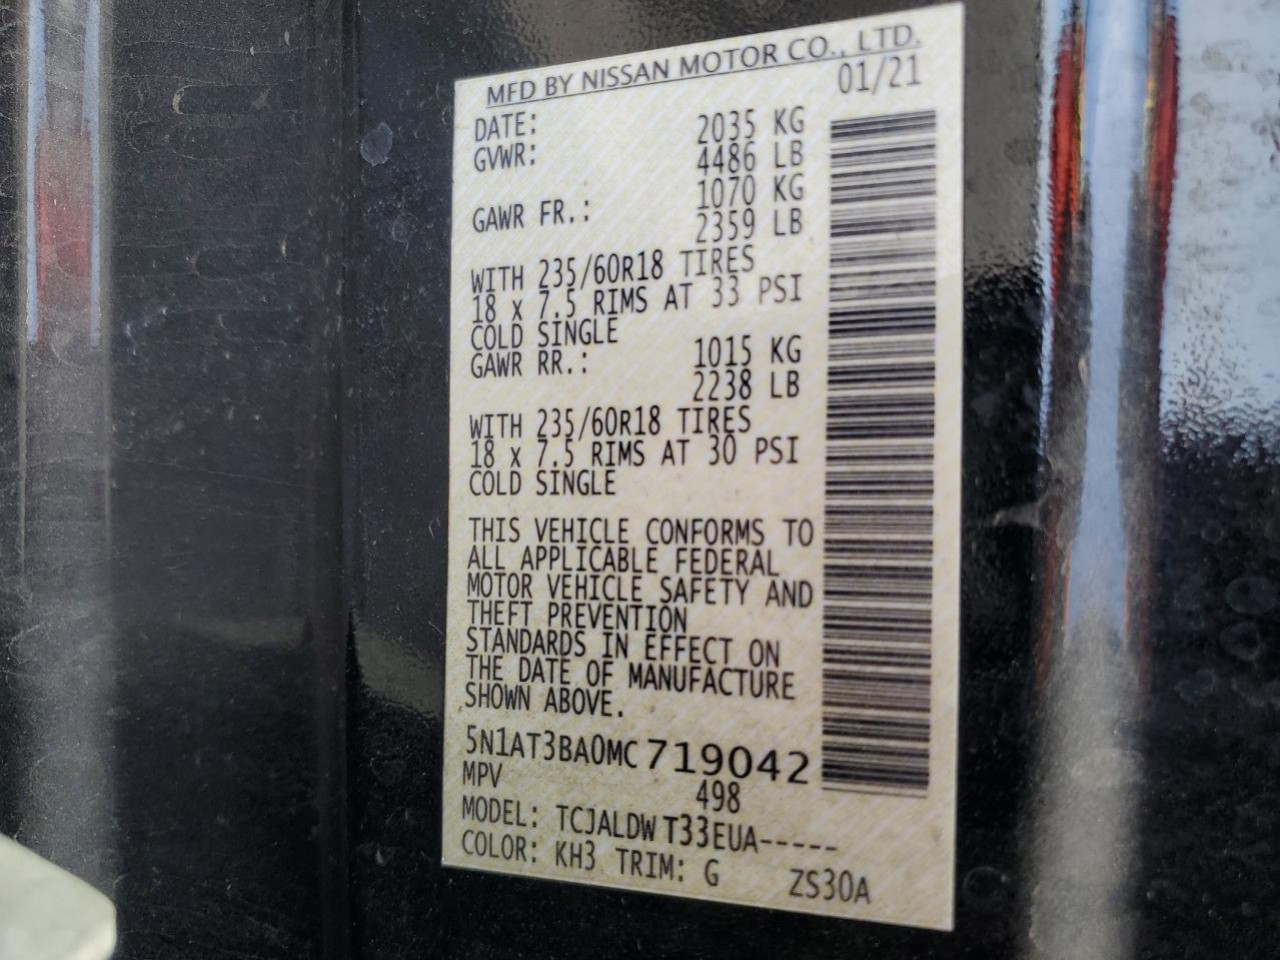 MFD BY NISSAN MOTOR CO., LTD.
DATE: 01/21
GVWR: 2035 KG
4486 LB
GAWR FR.: 1070 KG
2359 LB
WITH 235/60R18 TIRES
18 x 7.5 RIMS AT 33 PSI
COLD SINGLE
GAWR RR.: 1015 KG
2238 LB
WITH 235/60R18 TIRES
18 x 7.5 RIMS AT 30 PSI
COLD SINGLE
THIS VEHICLE CONFORMS TO
ALL APPLICABLE FEDERAL
MOTOR VEHICLE SAFETY AND
THEFT PREVENTION
STANDARDS IN EFFECT ON
THE DATE OF MANUFACTURE
SHOWN ABOVE.
5N1AT3BA0MC719042
MPV 498
MODEL: TCJALDW T33EUA-----
COLOR: KH3 TRIM: G ZS30A